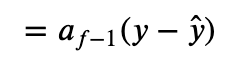 = a_{f−1}(y − ŷ)